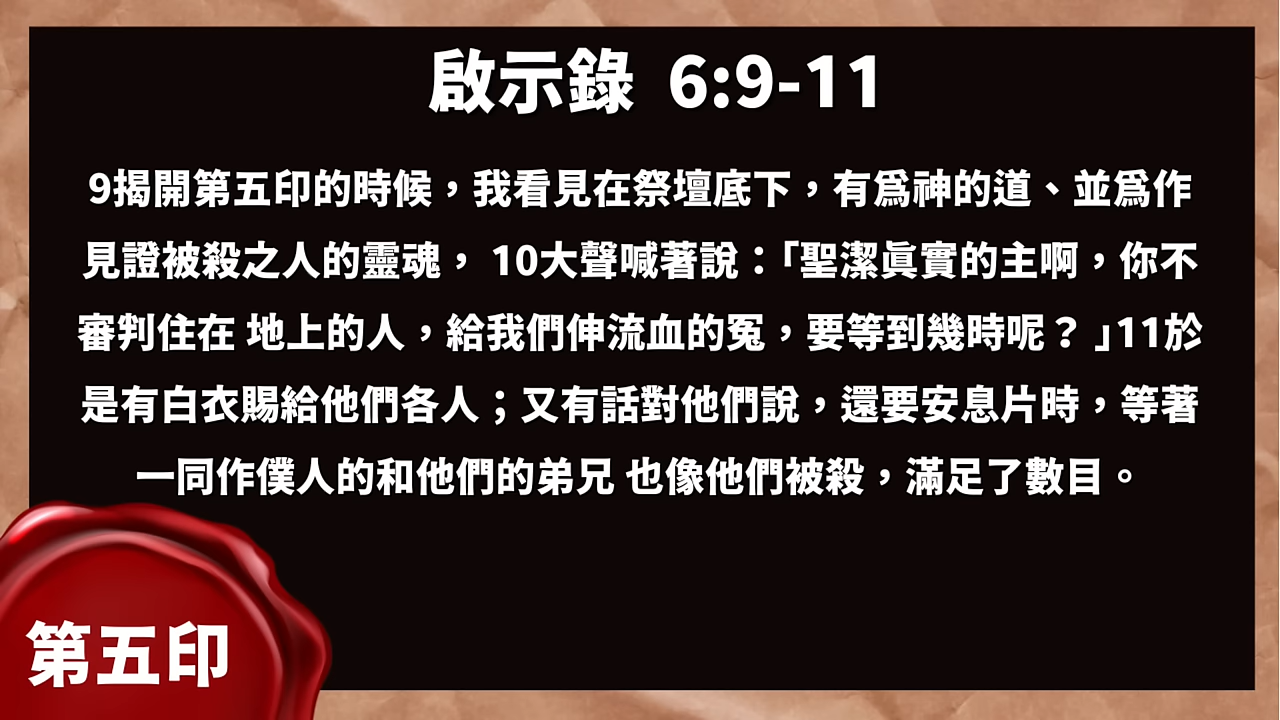 啟示錄 6:9-11
9揭開第五印的時候，我看見在祭壇底下，有爲神的道、並爲作
見證被殺之人的靈魂， 10大聲喊著說：「聖潔眞實的主啊，你不
審判住在 地上的人，給我們伸流血的冤，要等到幾時呢？ 」11於
是有白衣賜給他們各人；又有話對他們說，還要安息片時，等著
一同作僕人的和他們的弟兄 也像他們被殺，滿足了數目。
第五印